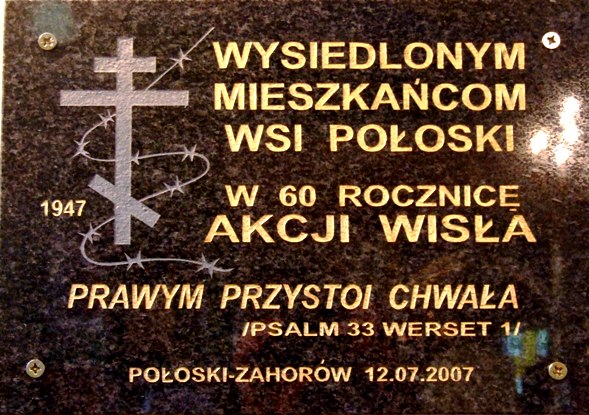 WYSIEDLONYM
MIESZKAŃCOM
WSI POŁOSKI
W 60 ROCZNICĘ
1947
AKCJI WISŁA
PRAWYM PRZYSTOI CHWAŁA
/PSALM 33 WERSET 1/
POŁOSKI-ZAHORÓW 12.07.2007